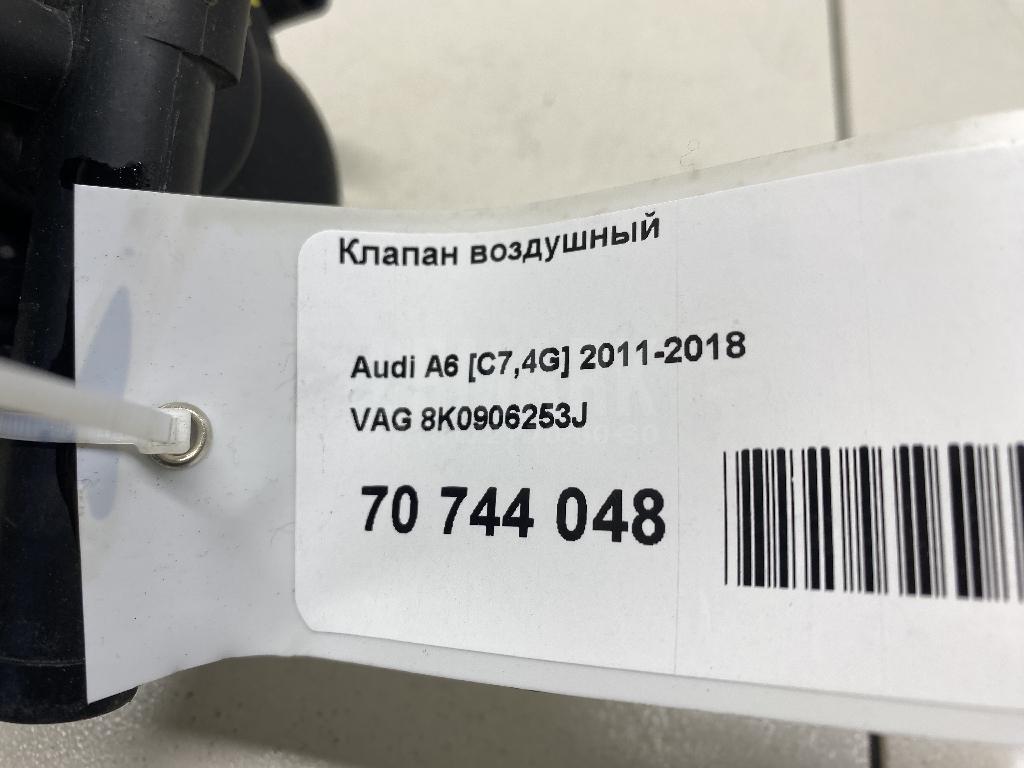 Клапан воздушный
Audi A6 [C7,4G] 2011-2018
VAG 8K0906253J
70 744 048